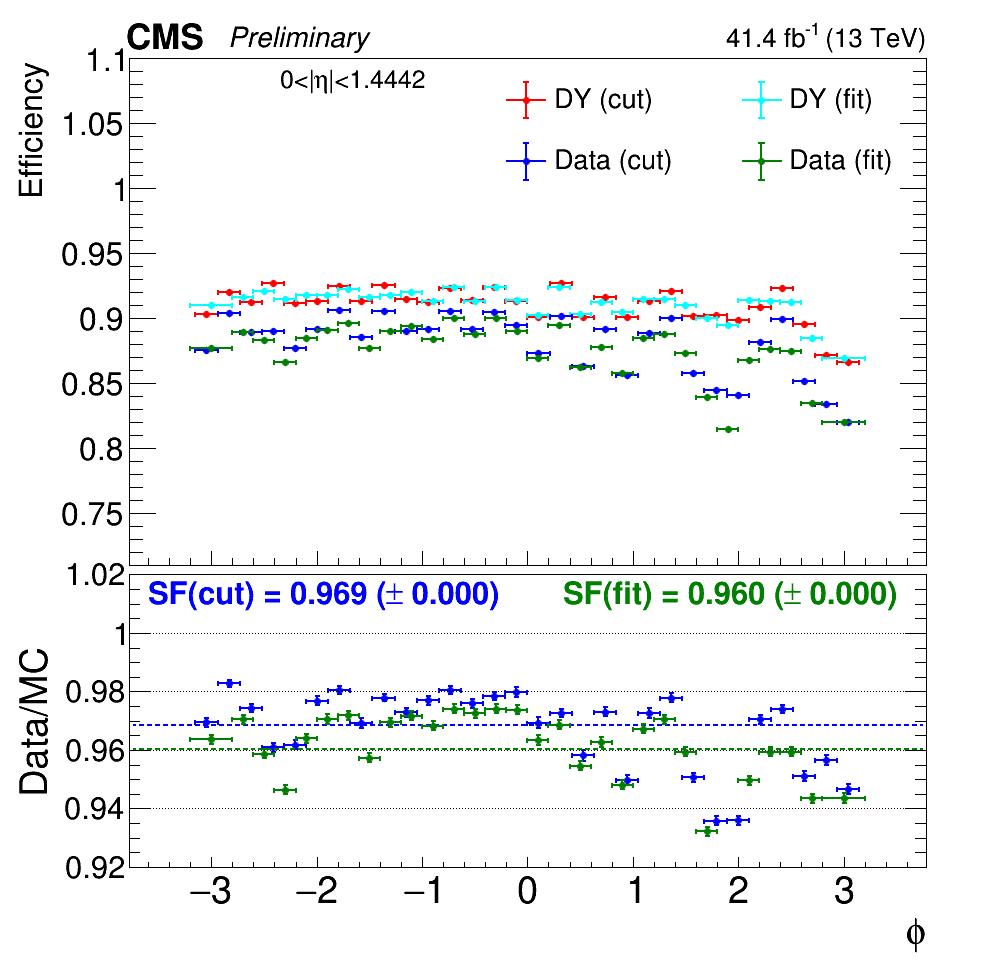 CMS Preliminary 41.4 fb⁻¹ (13 TeV)
0<|η|<1.4442
DY (cut) DY (fit)
Data (cut) Data (fit)
Efficiency
1.1
1.05
1
0.95
0.9
0.85
0.8
0.75
SF(cut) = 0.969 (± 0.000) SF(fit) = 0.960 (± 0.000)
Data/MC
1.02
1
0.98
0.96
0.94
0.92
−3 −2 −1 0 1 2 3
ϕ